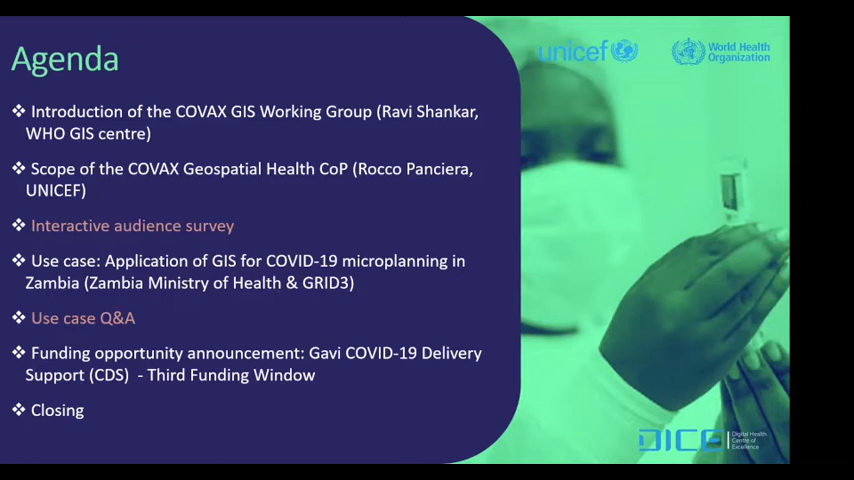 Agenda
❖ Introduction of the COVAX GIS Working Group (Ravi Shankar,
WHO GIS centre)
❖ Scope of the COVAX Geospatial Health CoP (Rocco Panciera,
UNICEF)
❖ Interactive audience survey
❖ Use case: Application of GIS for COVID-19 microplanning in
Zambia (Zambia Ministry of Health & GRID3)
❖ Use case Q&A
❖ Funding opportunity announcement: Gavi COVID-19 Delivery
Support (CDS) - Third Funding Window
❖ Closing
unicef
World Health
Organization
DICE
Digital Health
Centre of
Excellence